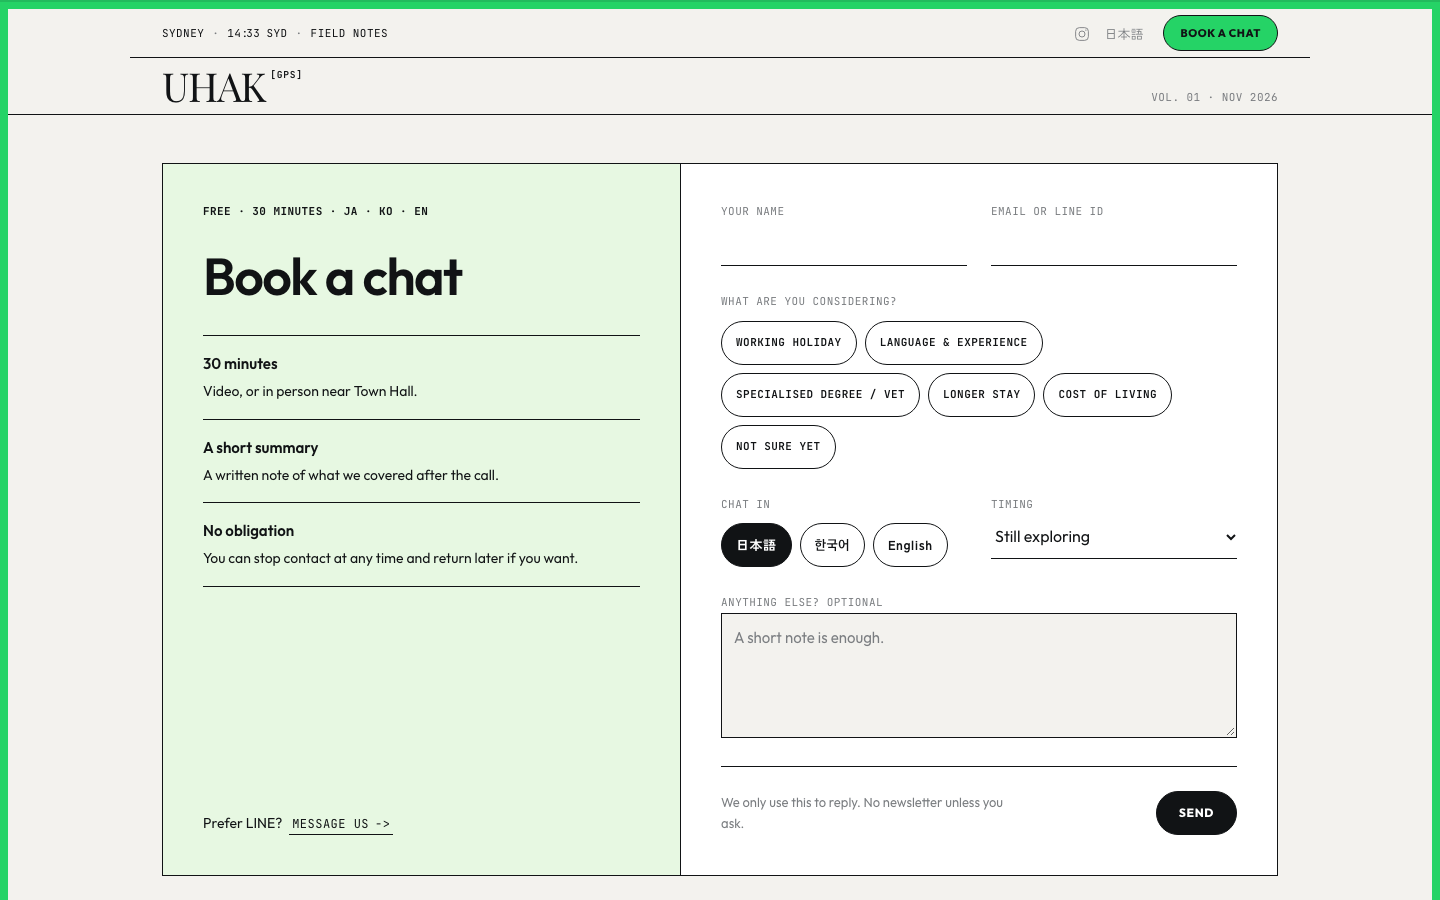 SYDNEY · 14:33 SYD · FIELD NOTES
日本語
BOOK A CHAT
UHAK [GPS]
VOL. 01 · NOV 2026
FREE · 30 MINUTES · JA · KO · EN
Book a chat
30 minutes
Video, or in person near Town Hall.
A short summary
A written note of what we covered after the call.
No obligation
You can stop contact at any time and return later if you want.
Prefer LINE? MESSAGE US ->
YOUR NAME
EMAIL OR LINE ID
WHAT ARE YOU CONSIDERING?
WORKING HOLIDAY
LANGUAGE & EXPERIENCE
SPECIALISED DEGREE / VET
LONGER STAY
COST OF LIVING
NOT SURE YET
CHAT IN
日本語
한국어
English
TIMING
Still exploring
ANYTHING ELSE? OPTIONAL
A short note is enough.
We only use this to reply. No newsletter unless you
ask.
SEND